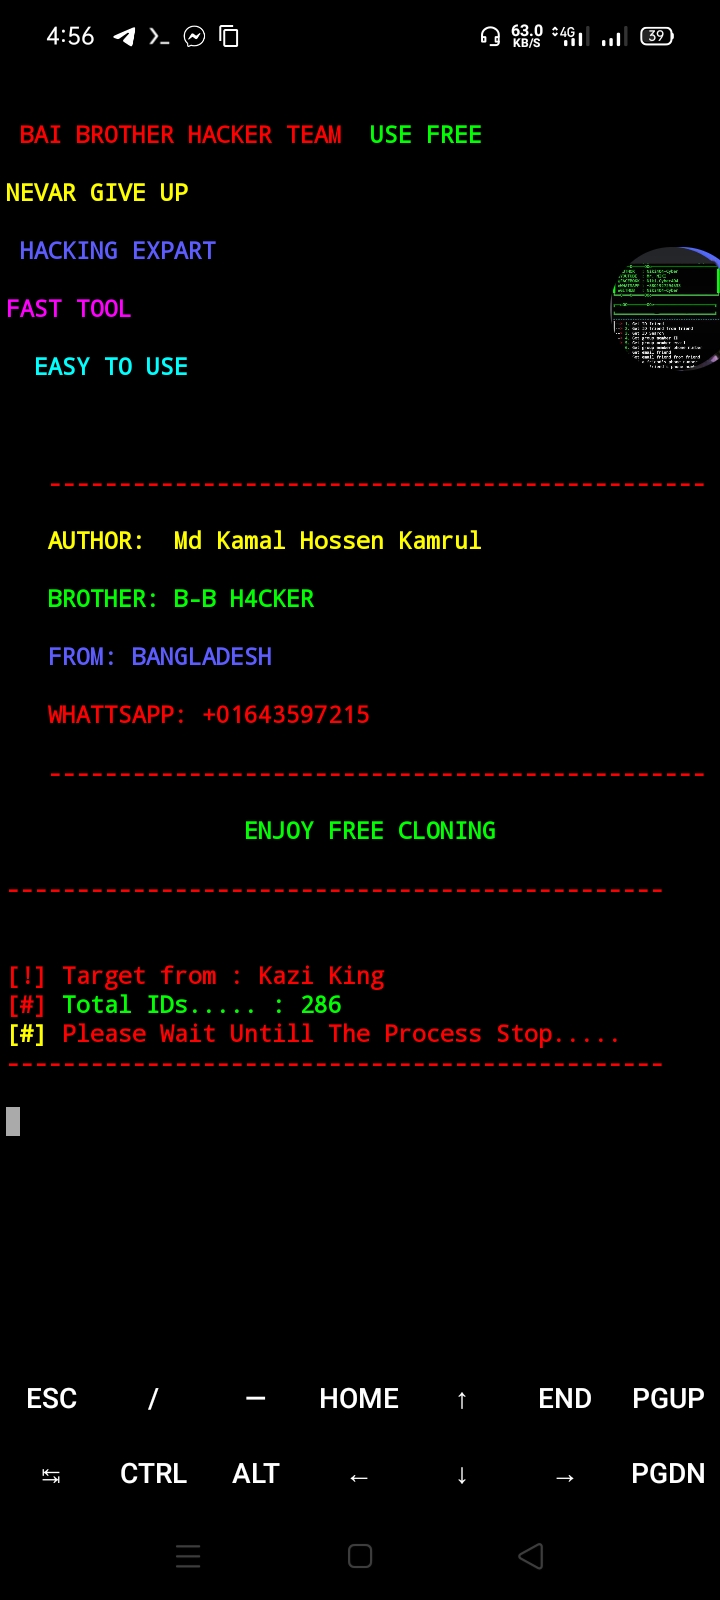 4:56
63.0
KB/S
4G
39
BAI BROTHER HACKER TEAM USE FREE
NEVAR GIVE UP
HACKING EXPART
FAST TOOL
EASY TO USE
------------------------------------------------
AUTHOR: Md Kamal Hossen Kamrul
BROTHER: B-B H4CKER
FROM: BANGLADESH
WHATTSAPP: +01643597215
------------------------------------------------
ENJOY FREE CLONING
------------------------------------------------
[!] Target from : Kazi King
[#] Total IDs..... : 286
[#] Please Wait Untill The Process Stop.....
------------------------------------------------
ESC / — HOME ↑ END PGUP
↹ CTRL ALT ← ↓ → PGDN